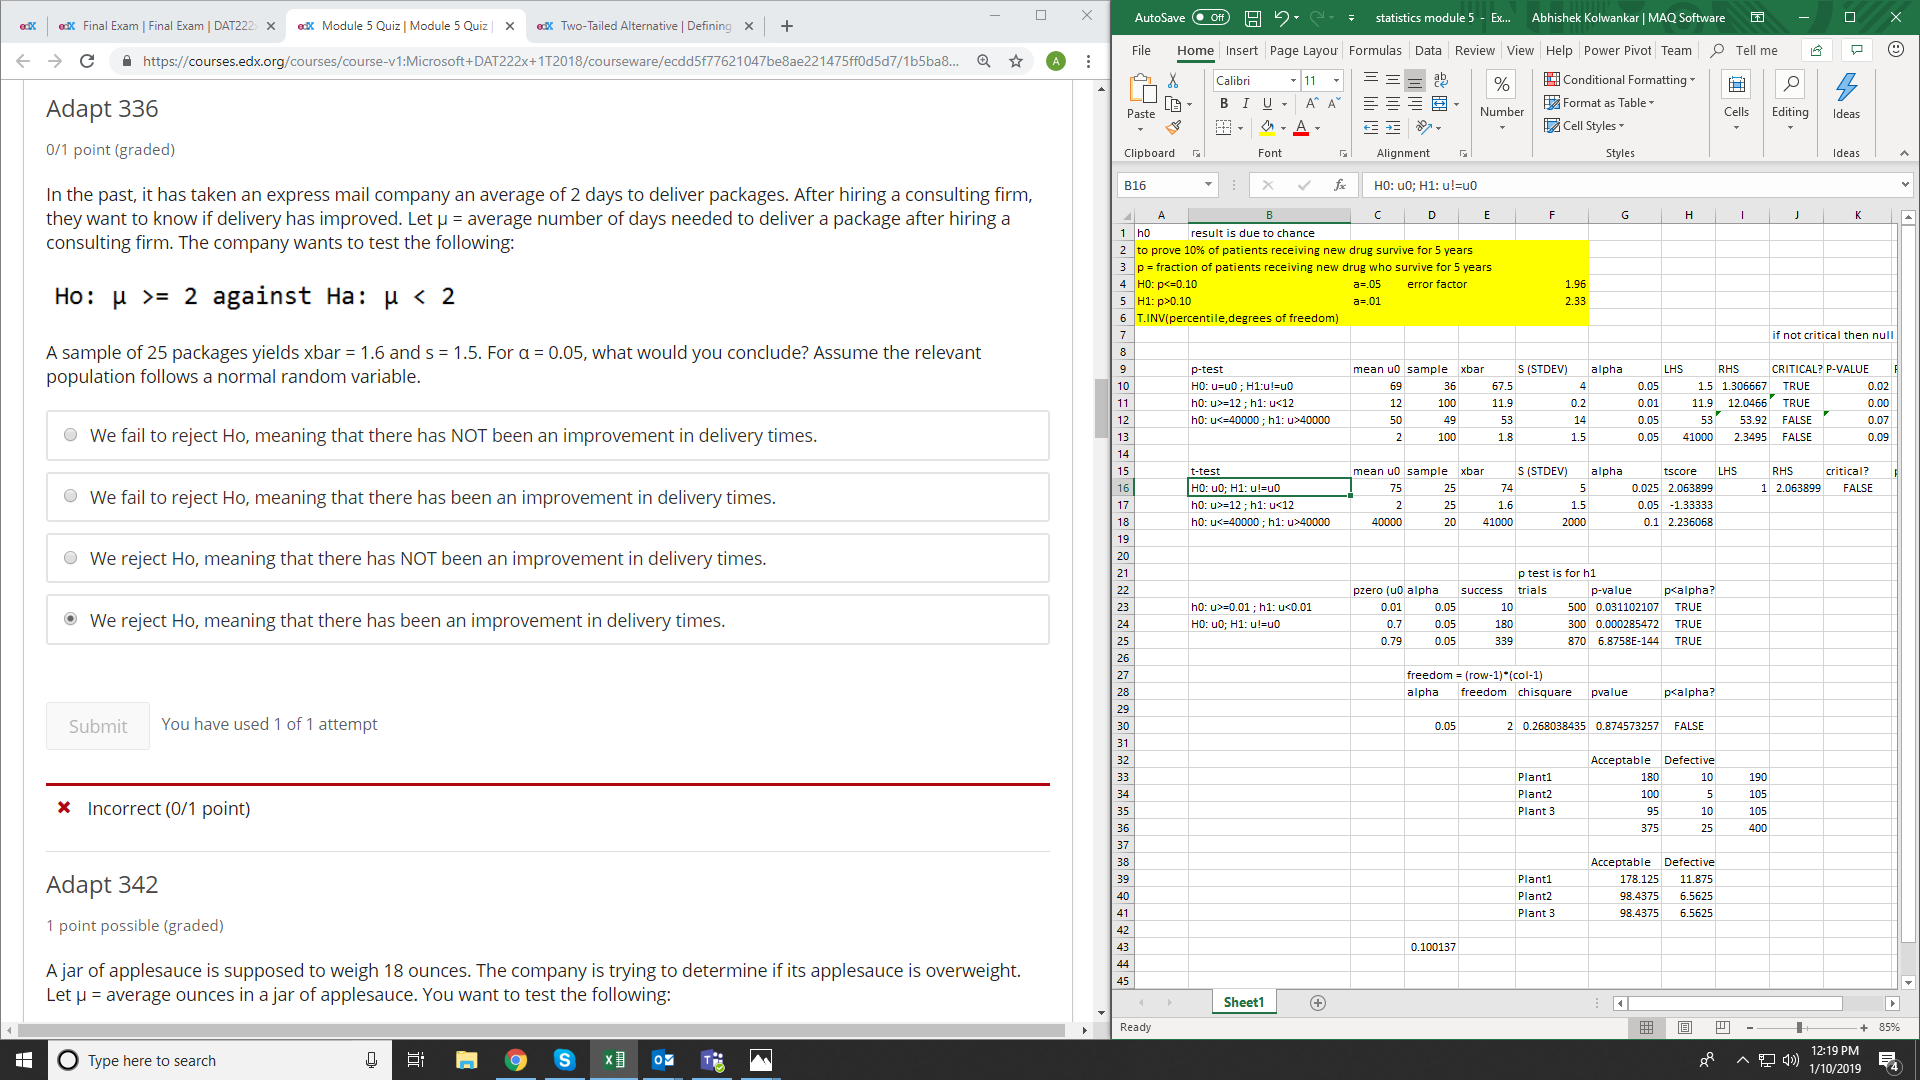 edX
edX Final Exam | Final Exam | DAT222
edX Module 5 Quiz | Module 5 Quiz |
edX Two-Tailed Alternative | Defining
https://courses.edx.org/courses/course-v1:Microsoft+DAT222x+1T2018/courseware/ecdd5f77621047be8ae221475ff0d5d7/1b5ba8...
A
Adapt 336
0/1 point (graded)
In the past, it has taken an express mail company an average of 2 days to deliver packages. After hiring a consulting firm,
they want to know if delivery has improved. Let μ = average number of days needed to deliver a package after hiring a
consulting firm. The company wants to test the following:
Ho: μ >= 2 against Ha: μ < 2
A sample of 25 packages yields xbar = 1.6 and s = 1.5. For α = 0.05, what would you conclude? Assume the relevant
population follows a normal random variable.
We fail to reject Ho, meaning that there has NOT been an improvement in delivery times.
We fail to reject Ho, meaning that there has been an improvement in delivery times.
We reject Ho, meaning that there has NOT been an improvement in delivery times.
We reject Ho, meaning that there has been an improvement in delivery times.
Submit You have used 1 of 1 attempt
Incorrect (0/1 point)
Adapt 342
1 point possible (graded)
A jar of applesauce is supposed to weigh 18 ounces. The company is trying to determine if its applesauce is overweight.
Let μ = average ounces in a jar of applesauce. You want to test the following:
AutoSave Off statistics module 5 - Ex... Abhishek Kolwankar | MAQ Software
File Home Insert Page Layou Formulas Data Review View Help Power Pivot Team Tell me
Paste
Clipboard
Calibri 11
B I U
Font
Alignment
%
Number
Conditional Formatting
Format as Table
Cell Styles
Styles
Cells
Editing
Ideas
Ideas
B16 fx H0: u0; H1: u!=u0
A B C D E F G H I J K
1 h0 result is due to chance
2 to prove 10% of patients receiving new drug survive for 5 years
3 p = fraction of patients receiving new drug who survive for 5 years
4 H0: p<=0.10 a=.05 error factor 1.96
5 H1: p>0.10 a=.01 2.33
6 T.INV(percentile,degrees of freedom)
7 if not critical then null
8
9 p-test mean u0 sample xbar S (STDEV) alpha LHS RHS CRITICAL? P-VALUE
10 H0: u=u0 ; H1:u!=u0 69 36 67.5 4 0.05 1.5 1.306667 TRUE 0.02
11 h0: u>=12 ; h1: u<12 12 100 11.9 0.2 0.01 11.9 12.0466 TRUE 0.00
12 h0: u<=40000 ; h1: u>40000 50 49 53 14 0.05 53 53.92 FALSE 0.07
13 2 100 1.8 1.5 0.05 41000 2.3495 FALSE 0.09
14
15 t-test mean u0 sample xbar S (STDEV) alpha tscore LHS RHS critical?
16 H0: u0; H1: u!=u0 75 25 74 5 0.025 2.063899 1 2.063899 FALSE
17 h0: u>=12 ; h1: u<12 2 25 1.6 1.5 0.05 -1.33333
18 h0: u<=40000 ; h1: u>40000 40000 20 41000 2000 0.1 2.236068
19
20
21 p test is for h1
22 pzero (u0 alpha success trials p-value p<alpha?
23 h0: u>=0.01 ; h1: u<0.01 0.01 0.05 10 500 0.031102107 TRUE
24 H0: u0; H1: u!=u0 0.7 0.05 180 300 0.000285472 TRUE
25 0.79 0.05 339 870 6.8758E-144 TRUE
26
27 freedom = (row-1)*(col-1)
28 alpha freedom chisquare pvalue p<alpha?
29
30 0.05 2 0.268038435 0.874573257 FALSE
31
32 Acceptable Defective
33 Plant1 180 10 190
34 Plant2 100 5 105
35 Plant 3 95 10 105
36 375 25 400
37
38 Acceptable Defective
39 Plant1 178.125 11.875
40 Plant2 98.4375 6.5625
41 Plant 3 98.4375 6.5625
42
43 0.100137
44
45
Sheet1
Ready 85%
Type here to search
12:19 PM
1/10/2019
4